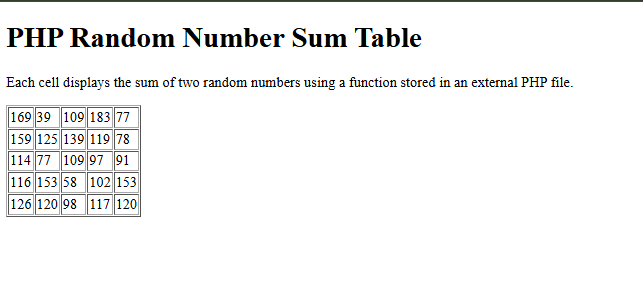 PHP Random Number Sum Table
Each cell displays the sum of two random numbers using a function stored in an external PHP file.
169 39 109 183 77
159 125 139 119 78
114 77 109 97 91
116 153 58 102 153
126 120 98 117 120